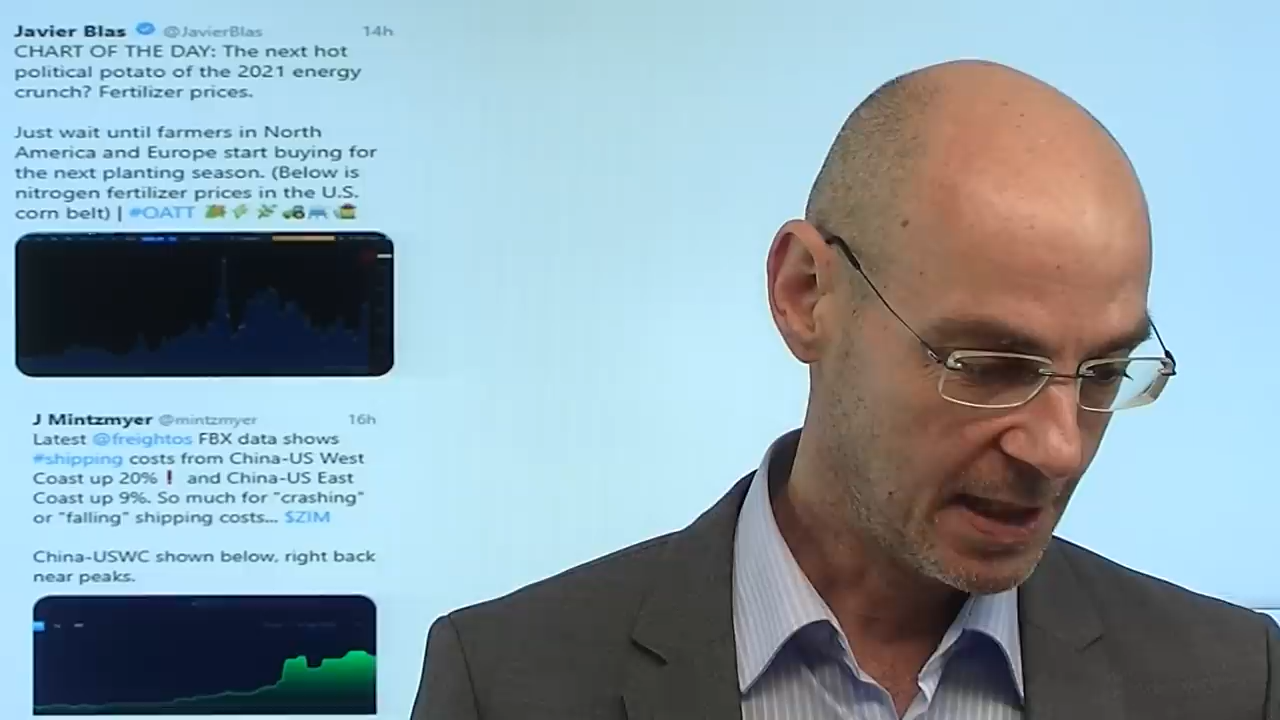 Javier Blas @JavierBlas 14h
CHART OF THE DAY: The next hot
political potato of the 2021 energy
crunch? Fertilizer prices.
Just wait until farmers in North
America and Europe start buying for
the next planting season. (Below is
nitrogen fertilizer prices in the U.S.
corn belt) | #OATT
J Mintzmyer @mintzmyer 16h
Latest @freightos FBX data shows
#shipping costs from China-US West
Coast up 20%❗ and China-US East
Coast up 9%. So much for "crashing"
or "falling" shipping costs... $ZIM
China-USWC shown below, right back
near peaks.